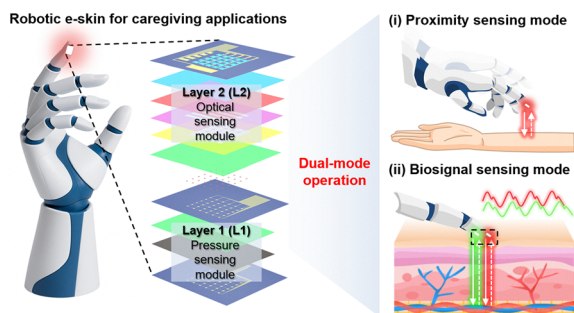 Robotic e-skin for caregiving applications
Layer 2 (L2)
Optical
sensing
module
Layer 1 (L1)
Pressure
sensing
module
Dual-mode
operation
(i) Proximity sensing mode
(ii) Biosignal sensing mode